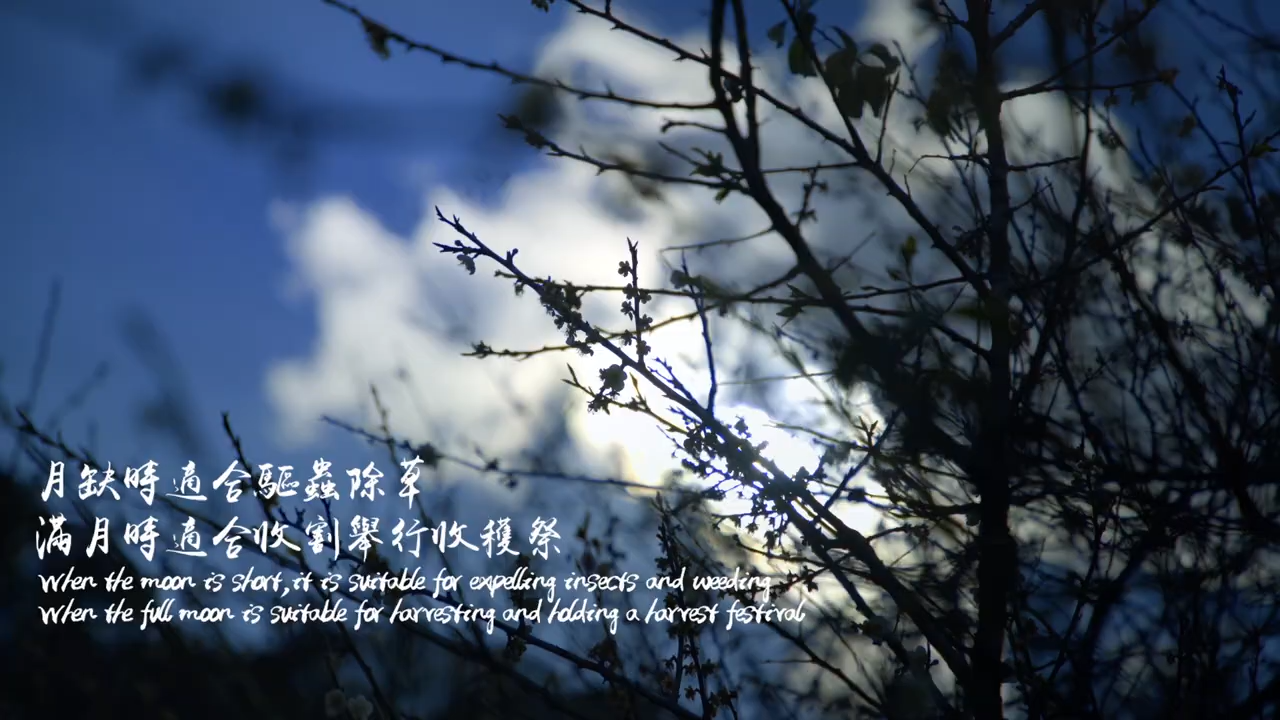 月缺時適合驅蟲除草
滿月時適合收割舉行收穫祭
When the moon is short,it is suitable for expelling insects and weeding
When the full moon is suitable for harvesting and holding a harvest festival